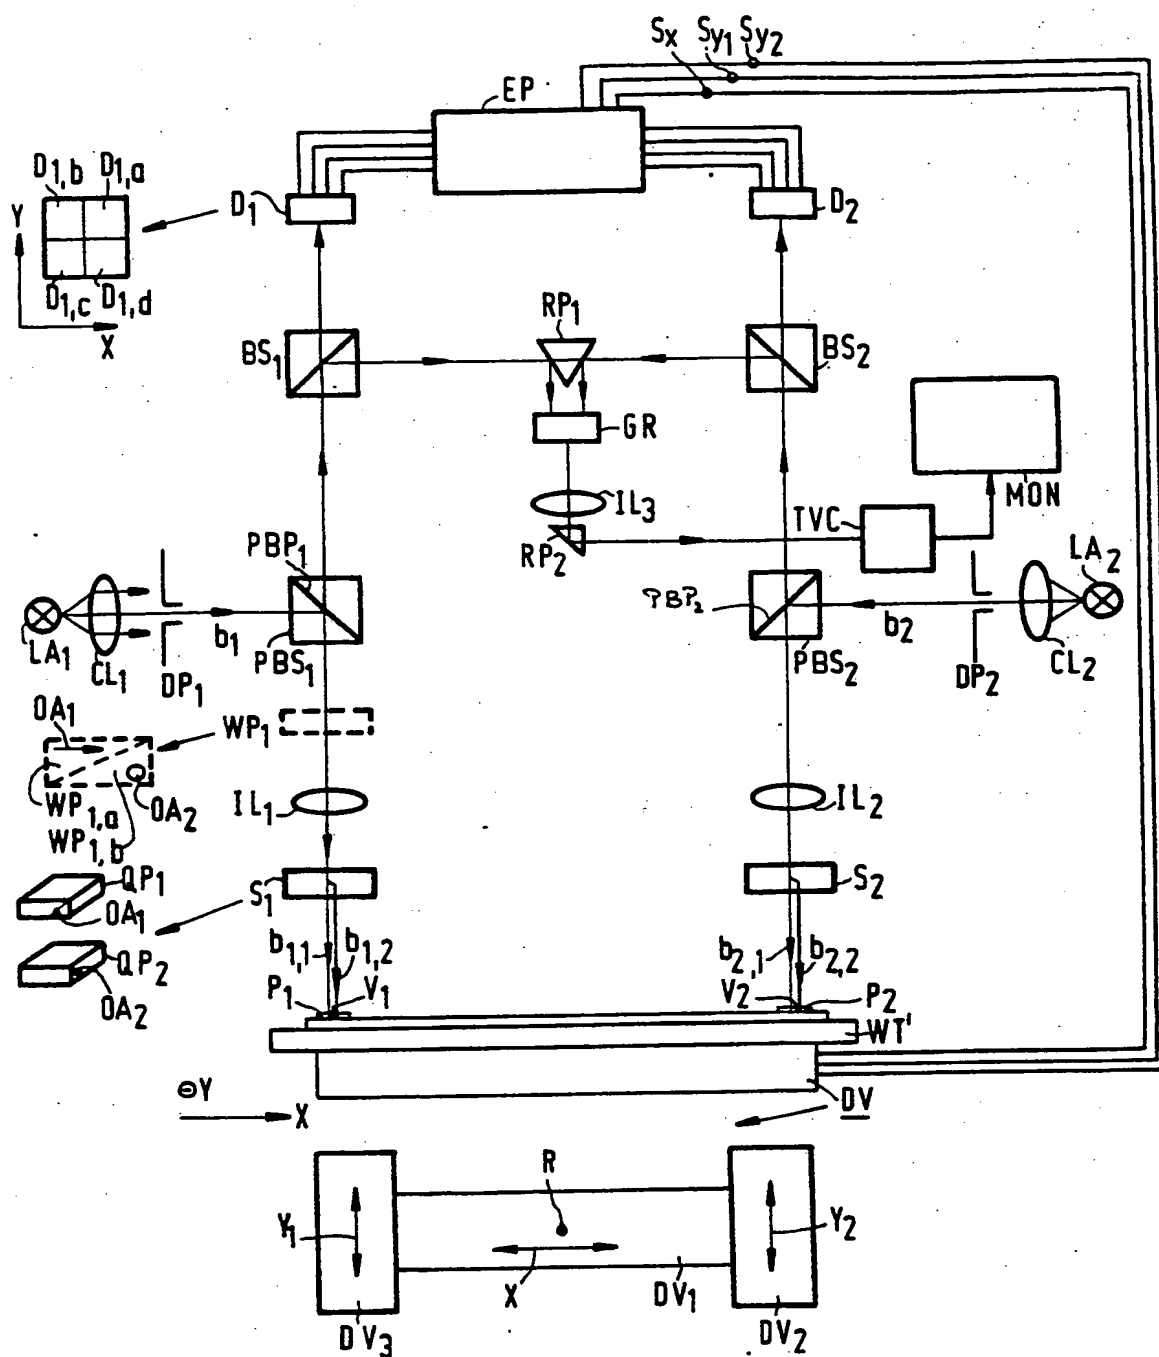 Sx Sy1 Sy2
EP
D1,b D1,a
Y
D1
D2
D1,c D1,d
X
RP1
BS1
BS2
GR
MON
IL3
TVC
RP2
PBP1
LA2
PBP2
LA1
CL1
b1
DP1
PBS1
PBS2
b2
DP2
CL2
OA1
WP1
WP1,a
OA2
WP1,b
IL1
IL2
QP1
OA1
S1
S2
QP2
OA2
b1,1
b1,2
b2,1
b2,2
P1
V1
V2
P2
WT'
⊖Y
X
DV
R
Y1
Y2
X
DV1
DV3
DV2